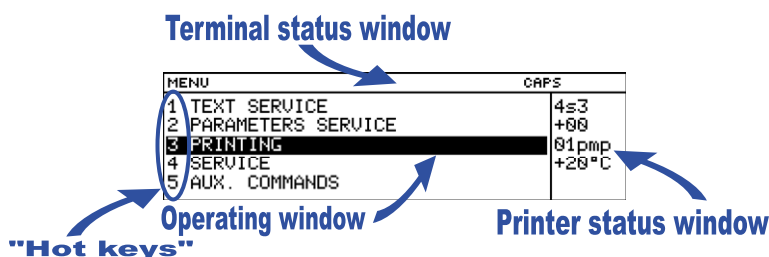 Terminal status window
MENU CAPS
1 TEXT SERVICE 4s3
2 PARAMETERS SERVICE +00
3 PRINTING 01pmp
4 SERVICE +20°C
5 AUX. COMMANDS
Operating window Printer status window
"Hot keys"